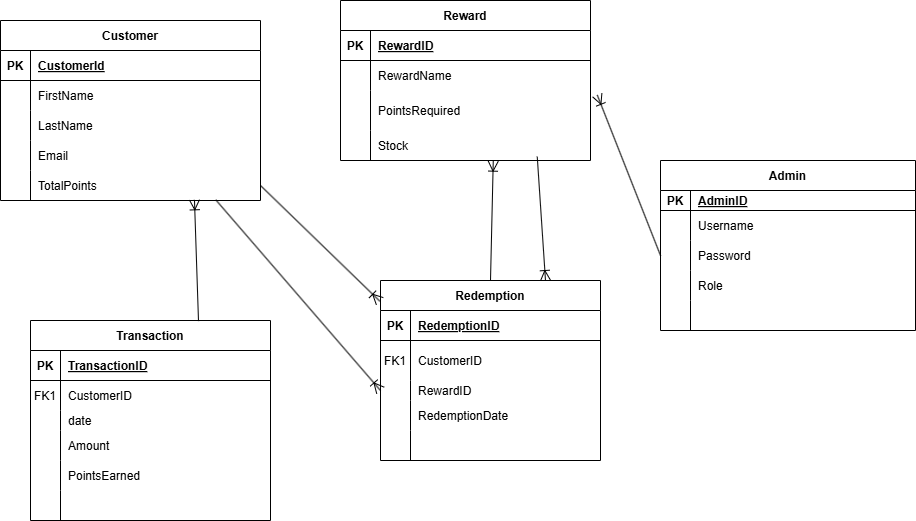 Customer
PK CustomerId
FirstName
LastName
Email
TotalPoints
Reward
PK RewardID
RewardName
PointsRequired
Stock
Admin
PK AdminID
Username
Password
Role
Transaction
PK TransactionID
FK1 CustomerID
date
Amount
PointsEarned
Redemption
PK RedemptionID
FK1 CustomerID
RewardID
RedemptionDate